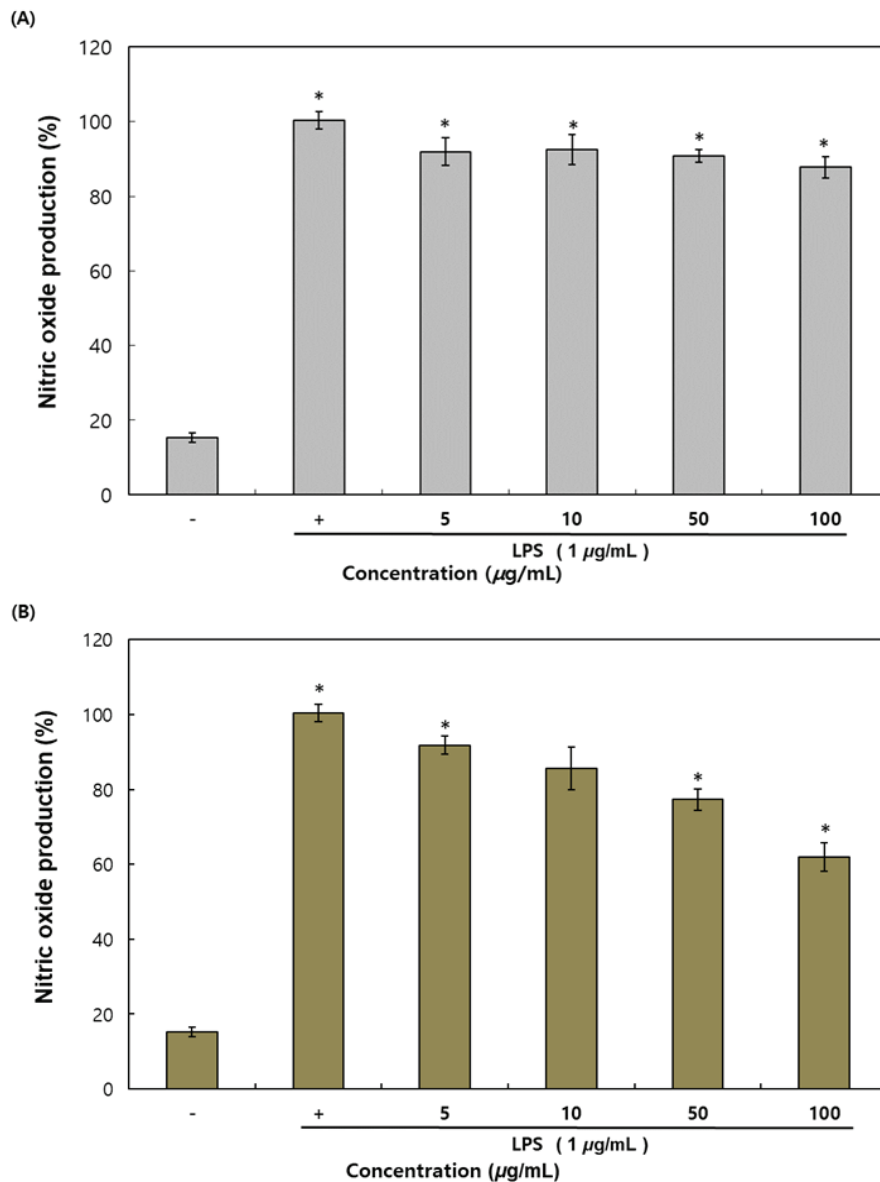 (A)
120
100
80
60
40
20
0
Nitric oxide production (%)
* * * * *
- + 5 10 50 100
LPS ( 1 µg/mL )
Concentration (µg/mL)
(B)
120
100
80
60
40
20
0
Nitric oxide production (%)
* * * *
- + 5 10 50 100
LPS ( 1 µg/mL )
Concentration (µg/mL)